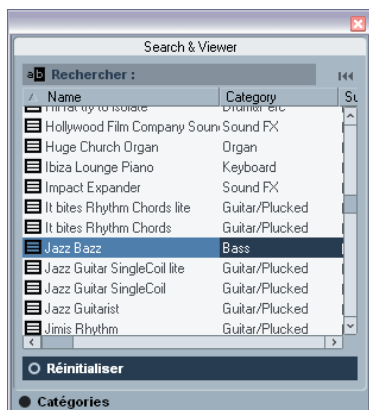 Search & Viewer
ab Rechercher :
Name Category Su
Hollywood Film Company Soun Sound FX
Huge Church Organ Organ
Ibiza Lounge Piano Keyboard
Impact Expander Sound FX
It bites Rhythm Chords lite Guitar/Plucked
It bites Rhythm Chords Guitar/Plucked
Jazz Bazz Bass
Jazz Guitar SingleCoil lite Guitar/Plucked
Jazz Guitar SingleCoil Guitar/Plucked
Jazz Guitarist Guitar/Plucked
Jimis Rhythm Guitar/Plucked
Réinitialiser
Catégories